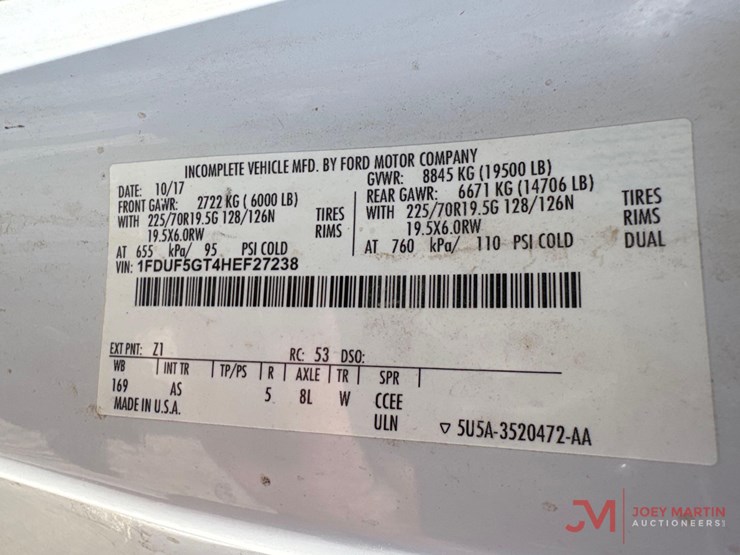 INCOMPLETE VEHICLE MFD. BY FORD MOTOR COMPANY
DATE: 10/17 GVWR: 8845 KG (19500 LB)
FRONT GAWR: 2722 KG ( 6000 LB) REAR GAWR: 6671 KG (14706 LB)
WITH 225/70R19.5G 128/126N TIRES WITH 225/70R19.5G 128/126N TIRES
19.5X6.0RW RIMS 19.5X6.0RW RIMS
AT 655 kPa/ 95 PSI COLD AT 760 kPa/ 110 PSI COLD DUAL
VIN: 1FDUF5GT4HEF27238
EXT PNT: Z1 RC: 53 DSO:
WB INT TR TP/PS R AXLE TR SPR
169 AS 5 8L W CCEE
MADE IN U.S.A. ULN ▽ 5U5A-3520472-AA
JM JOEY MARTIN
AUCTIONEERS LLC